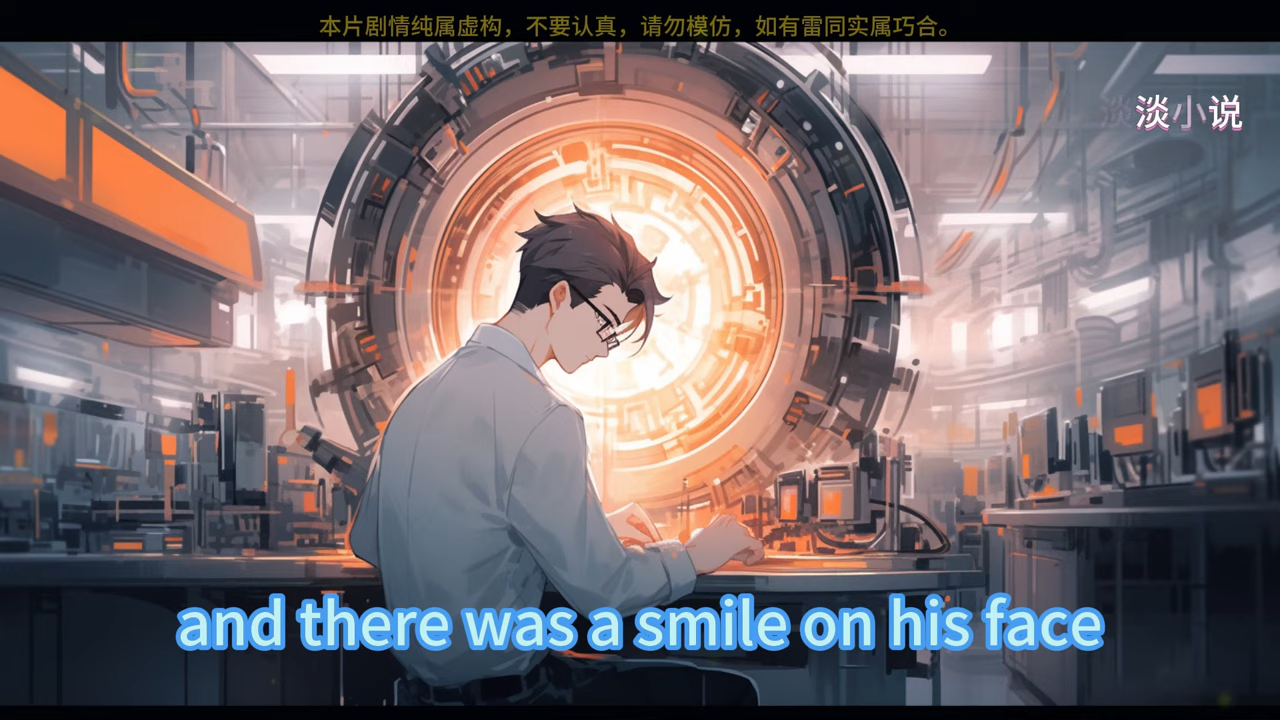 本片剧情纯属虚构，不要认真，请勿模仿，如有雷同实属巧合。
淡淡小说
and there was a smile on his face